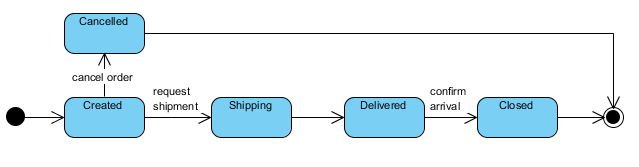 Cancelled
cancel order
Created
request
shipment
Shipping
Delivered
confirm
arrival
Closed